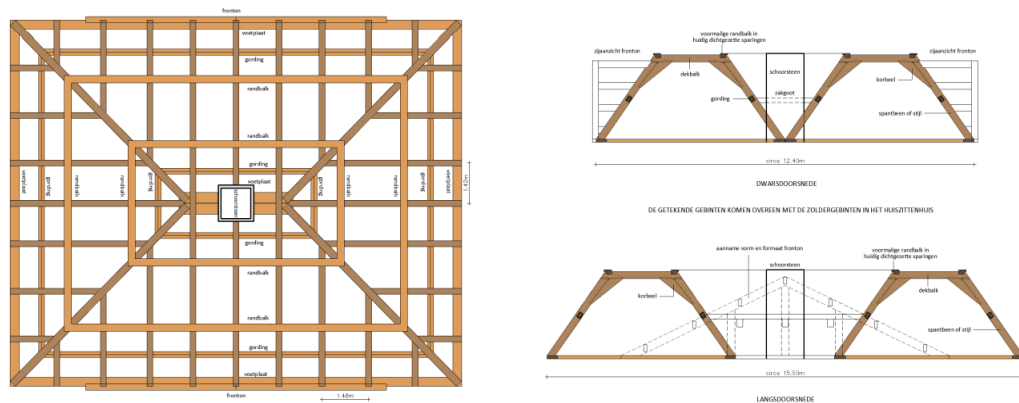 fronton
voetplaat
gording
randbalk
randbalk
gording
voetplaat
voetplaat
gording
randbalk
randbalk
gording
schoorsteen
gording
randbalk
randbalk
gording
voetplaat
1.42m
gording
randbalk
randbalk
gording
voetplaat
fronton
1.48m
zijaanzicht fronton
voormalige randbalk in
huidig dichtgezette sparingen
zijaanzicht fronton
dekbalk
schoorsteen
korbeel
gording
zakgoot
spantbeen of stijl
circa 12.40m
DWARSDOORSNEDE
DE GETEKENDE GEBINTEN KOMEN OVEREEN MET DE ZOLDERGEBINTEN IN HET HUISZITTENHUIS
aanname vorm en formaat fronton
schoorsteen
voormalige randbalk in
huidig dichtgezette sparingen
korbeel
dekbalk
spantbeen of stijl
circa 15.50m
LANGSDOORSNEDE